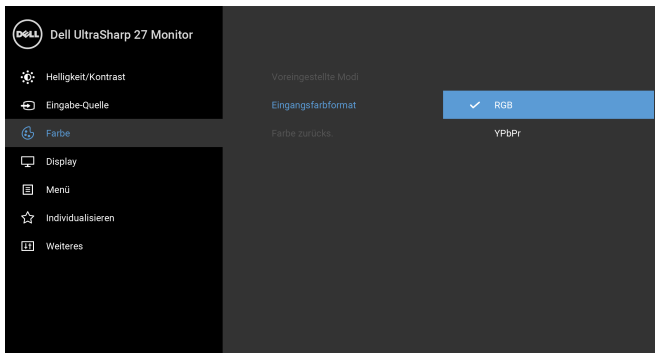 DELL
Dell UltraSharp 27 Monitor
Helligkeit/Kontrast
Eingabe-Quelle
Farbe
Display
Menü
Individualisieren
Weiteres
Voreingestellte Modi
Eingangsfarbformat
Farbe zurücks.
RGB
YPbPr